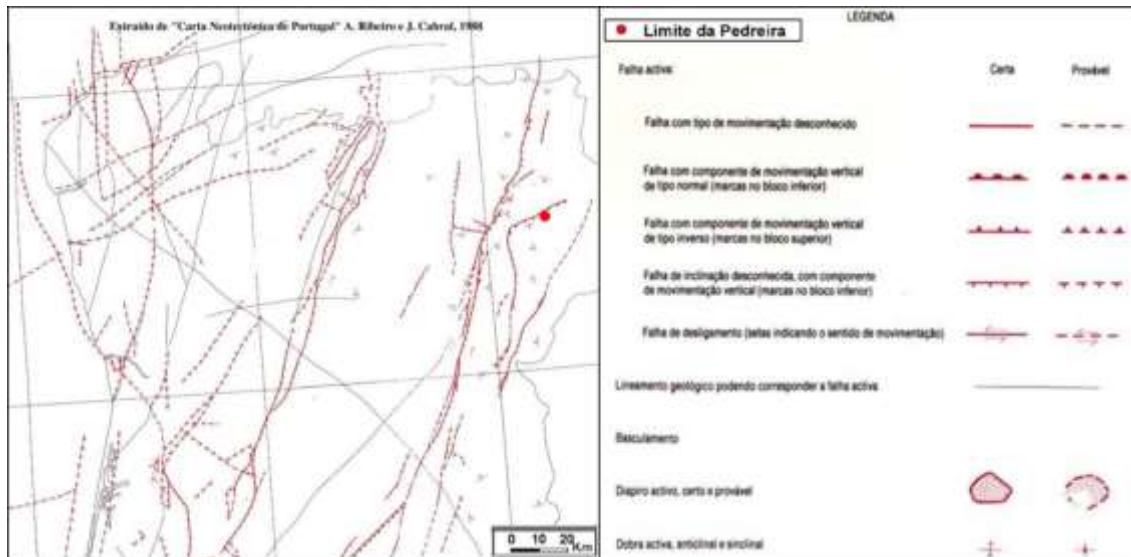 Extraído de "Carta Neotectónica de Portugal" A. Ribeiro e J. Cabral, 1988
0 10 20 Km
LEGENDA
Limite da Pedreira
Falha activa:
Certa
Provável
Falha com tipo de movimentação desconhecido
Falha com componente de movimentação vertical
de tipo normal (marcas no bloco inferior)
Falha com componente de movimentação vertical
de tipo inverso (marcas no bloco superior)
Falha de inclinação desconhecida, com componente
de movimentação vertical (marcas no bloco inferior)
Falha de desligamento (setas indicando o sentido de movimentação)
Lineamento geológico podendo corresponder a falha activa
Basculamento
Diapiro activo, certo e provável
Dobra activa, anticlinal e sinclinal